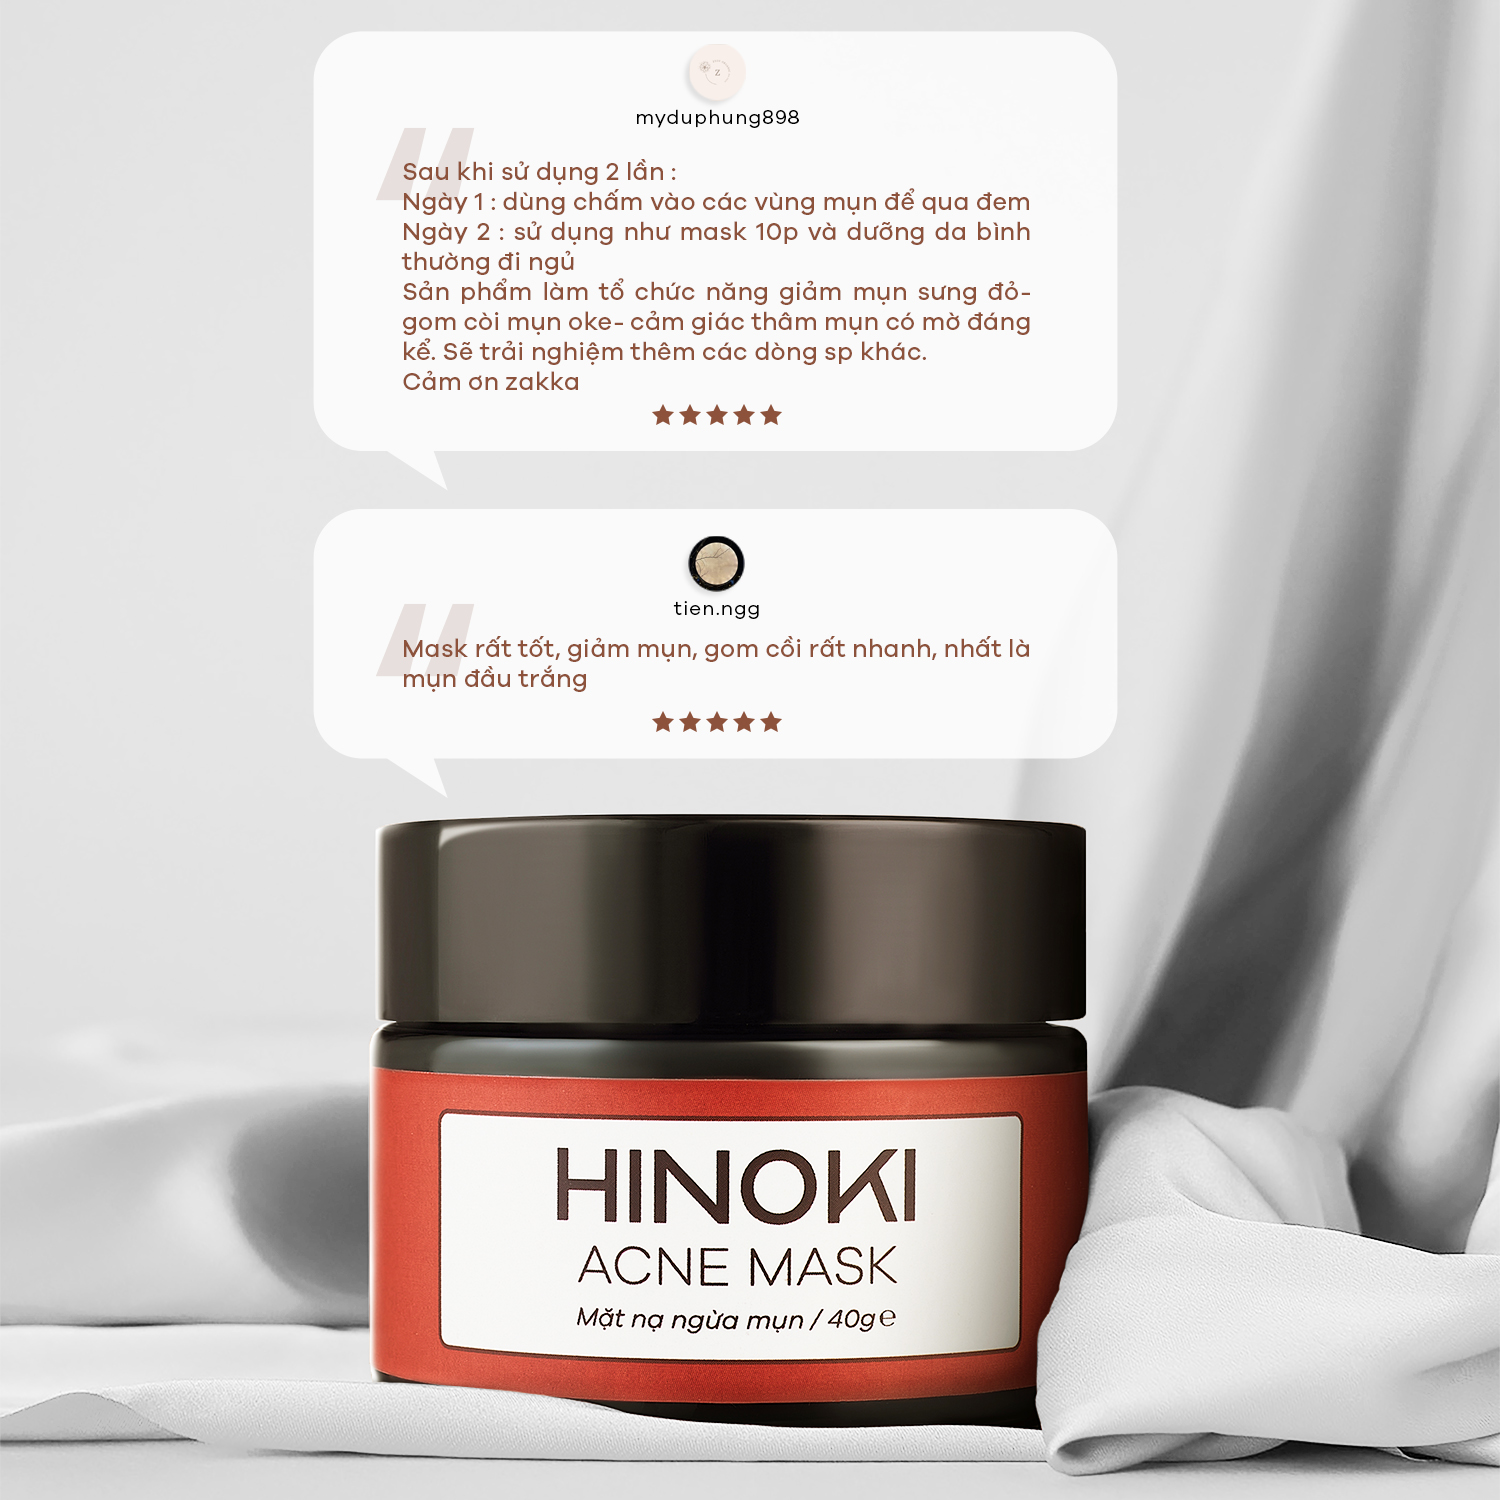 myduphung898
Sau khi sử dụng 2 lần :
Ngày 1 : dùng chấm vào các vùng mụn để qua đem
Ngày 2 : sử dụng như mask 10p và dưỡng da bình
thường đi ngủ
Sản phẩm làm tổ chức năng giảm mụn sưng đỏ-
gom còi mụn oke- cảm giác thâm mụn có mờ đáng
kể. Sẽ trải nghiệm thêm các dòng sp khác.
Cảm ơn zakka
tien.ngg
Mask rất tốt, giảm mụn, gom cồi rất nhanh, nhất là
mụn đầu trắng
HINOKI
ACNE MASK
Mặt nạ ngừa mụn / 40g℮